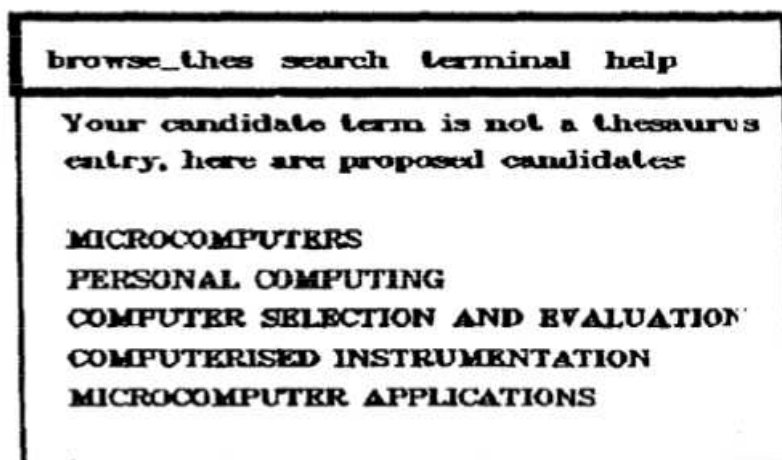 browse_thes search terminal help
Your candidate term is not a thesaurus
entry, here are proposed candidates
MICROCOMPUTERS
PERSONAL COMPUTING
COMPUTER SELECTION AND EVALUATION
COMPUTERISED INSTRUMENTATION
MICROCOMPUTER APPLICATIONS